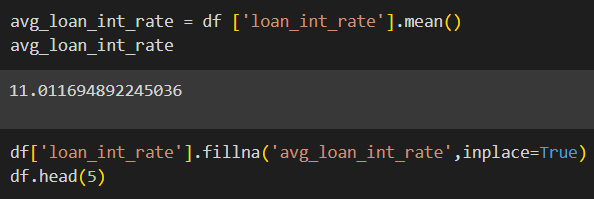 avg_loan_int_rate = df ['loan_int_rate'].mean()
avg_loan_int_rate
11.011694892245036
df['loan_int_rate'].fillna('avg_loan_int_rate',inplace=True)
df.head(5)